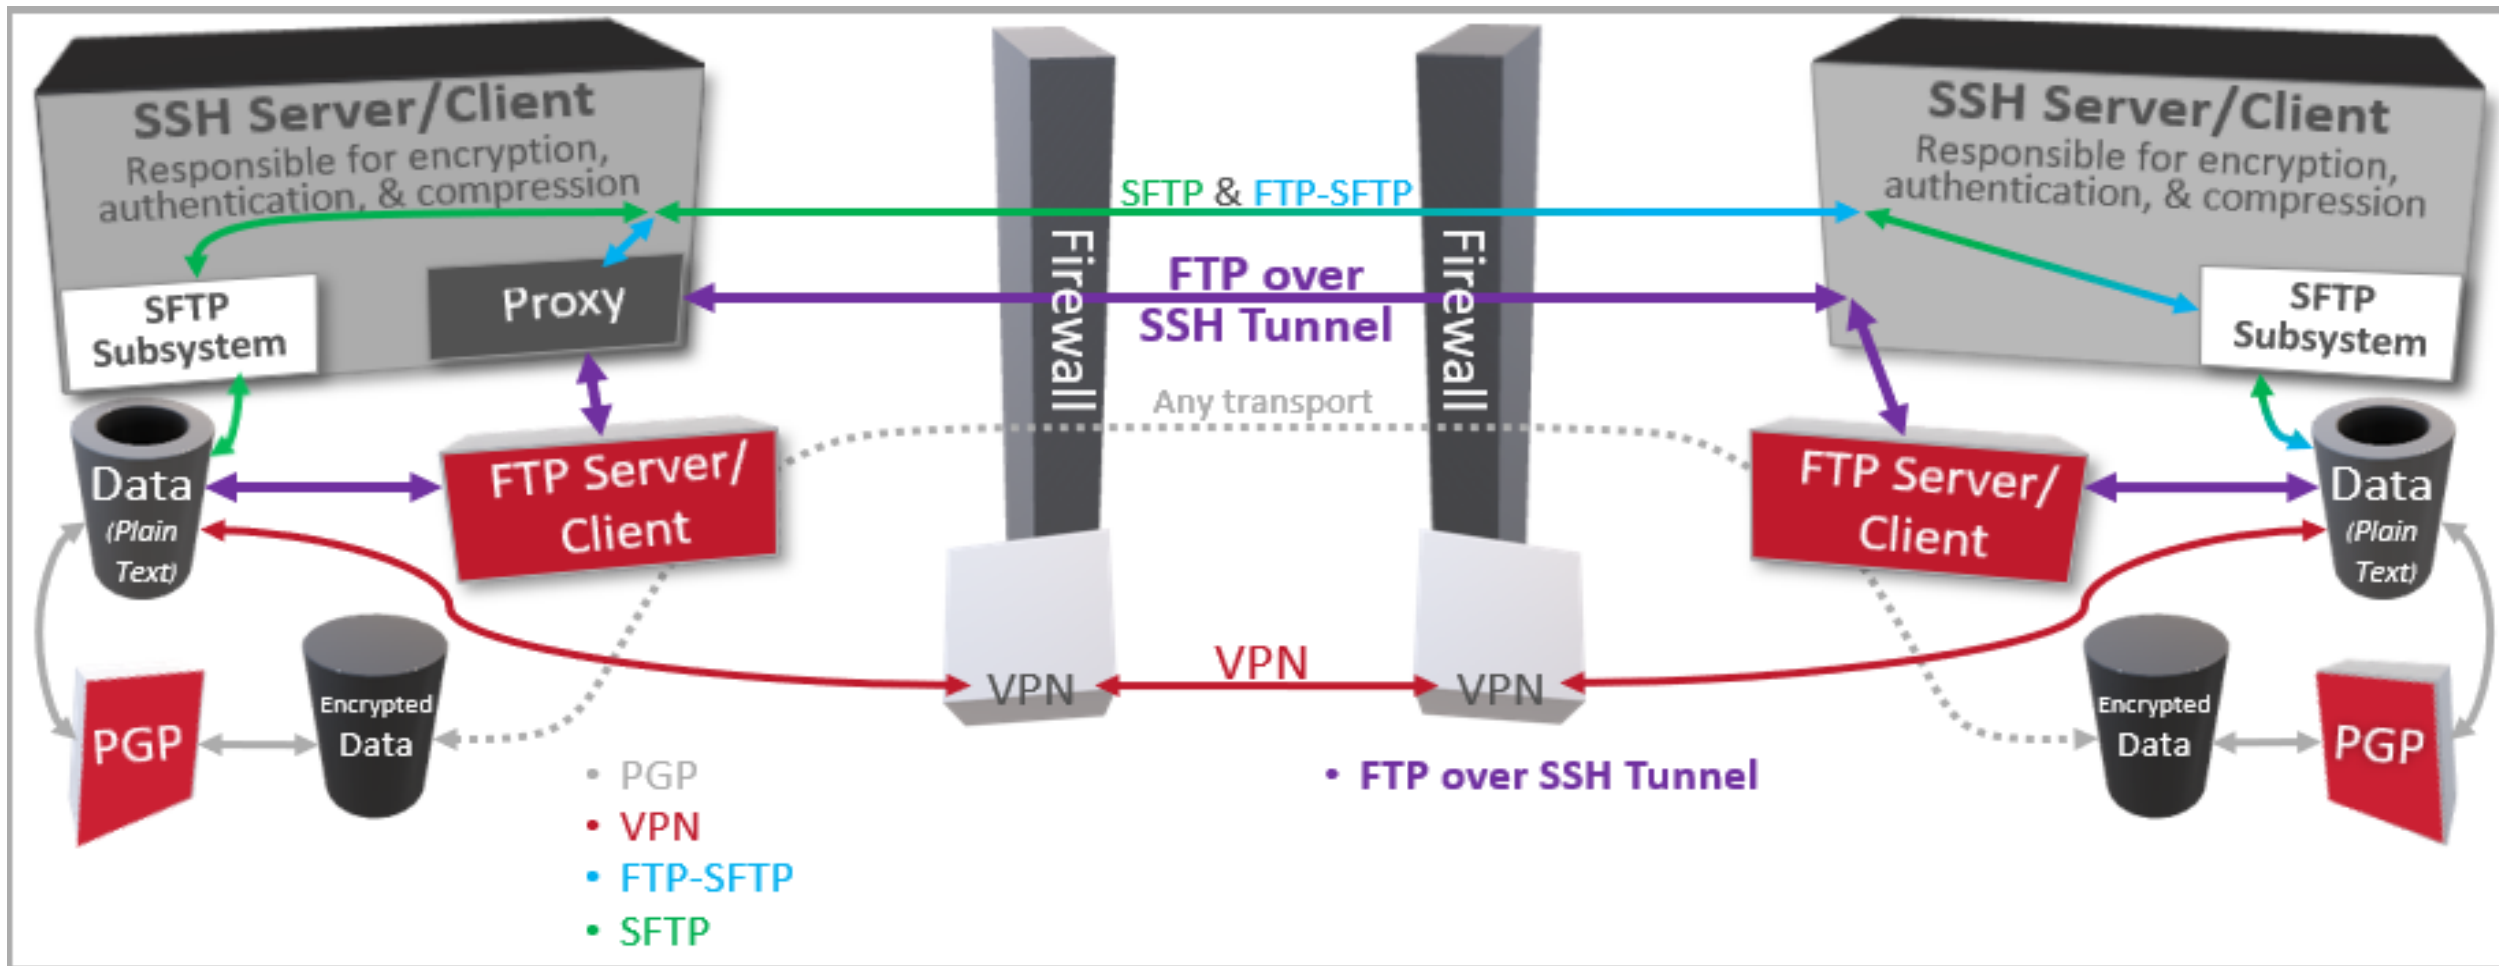 SSH Server/Client
Responsible for encryption,
authentication, & compression
SFTP
Subsystem
Proxy
Data
(Plain
Text)
FTP Server/
Client
PGP
Encrypted
Data
Firewall
VPN
SFTP & FTP-SFTP
FTP over
SSH Tunnel
Any transport
VPN
Firewall
VPN
SSH Server/Client
Responsible for encryption,
authentication, & compression
SFTP
Subsystem
FTP Server/
Client
Data
(Plain
Text)
Encrypted
Data
PGP
• PGP
• VPN
• FTP-SFTP
• SFTP
• FTP over SSH Tunnel